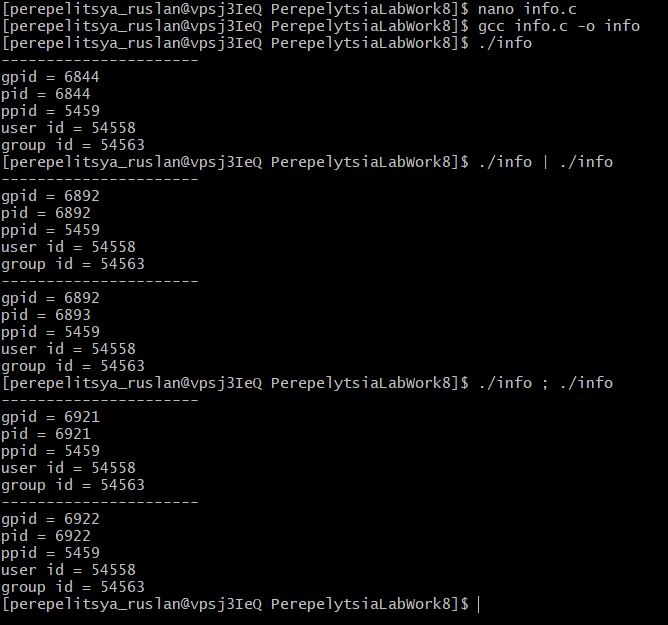 [perepelitsya_ruslan@vpsj3IeQ PerepelytsiaLabWork8]$ nano info.c
[perepelitsya_ruslan@vpsj3IeQ PerepelytsiaLabWork8]$ gcc info.c -o info
[perepelitsya_ruslan@vpsj3IeQ PerepelytsiaLabWork8]$ ./info
----------------------
gpid = 6844
pid = 6844
ppid = 5459
user id = 54558
group id = 54563
[perepelitsya_ruslan@vpsj3IeQ PerepelytsiaLabWork8]$ ./info | ./info
----------------------
gpid = 6892
pid = 6892
ppid = 5459
user id = 54558
group id = 54563
----------------------
gpid = 6892
pid = 6893
ppid = 5459
user id = 54558
group id = 54563
[perepelitsya_ruslan@vpsj3IeQ PerepelytsiaLabWork8]$ ./info ; ./info
----------------------
gpid = 6921
pid = 6921
ppid = 5459
user id = 54558
group id = 54563
----------------------
gpid = 6922
pid = 6922
ppid = 5459
user id = 54558
group id = 54563
[perepelitsya_ruslan@vpsj3IeQ PerepelytsiaLabWork8]$